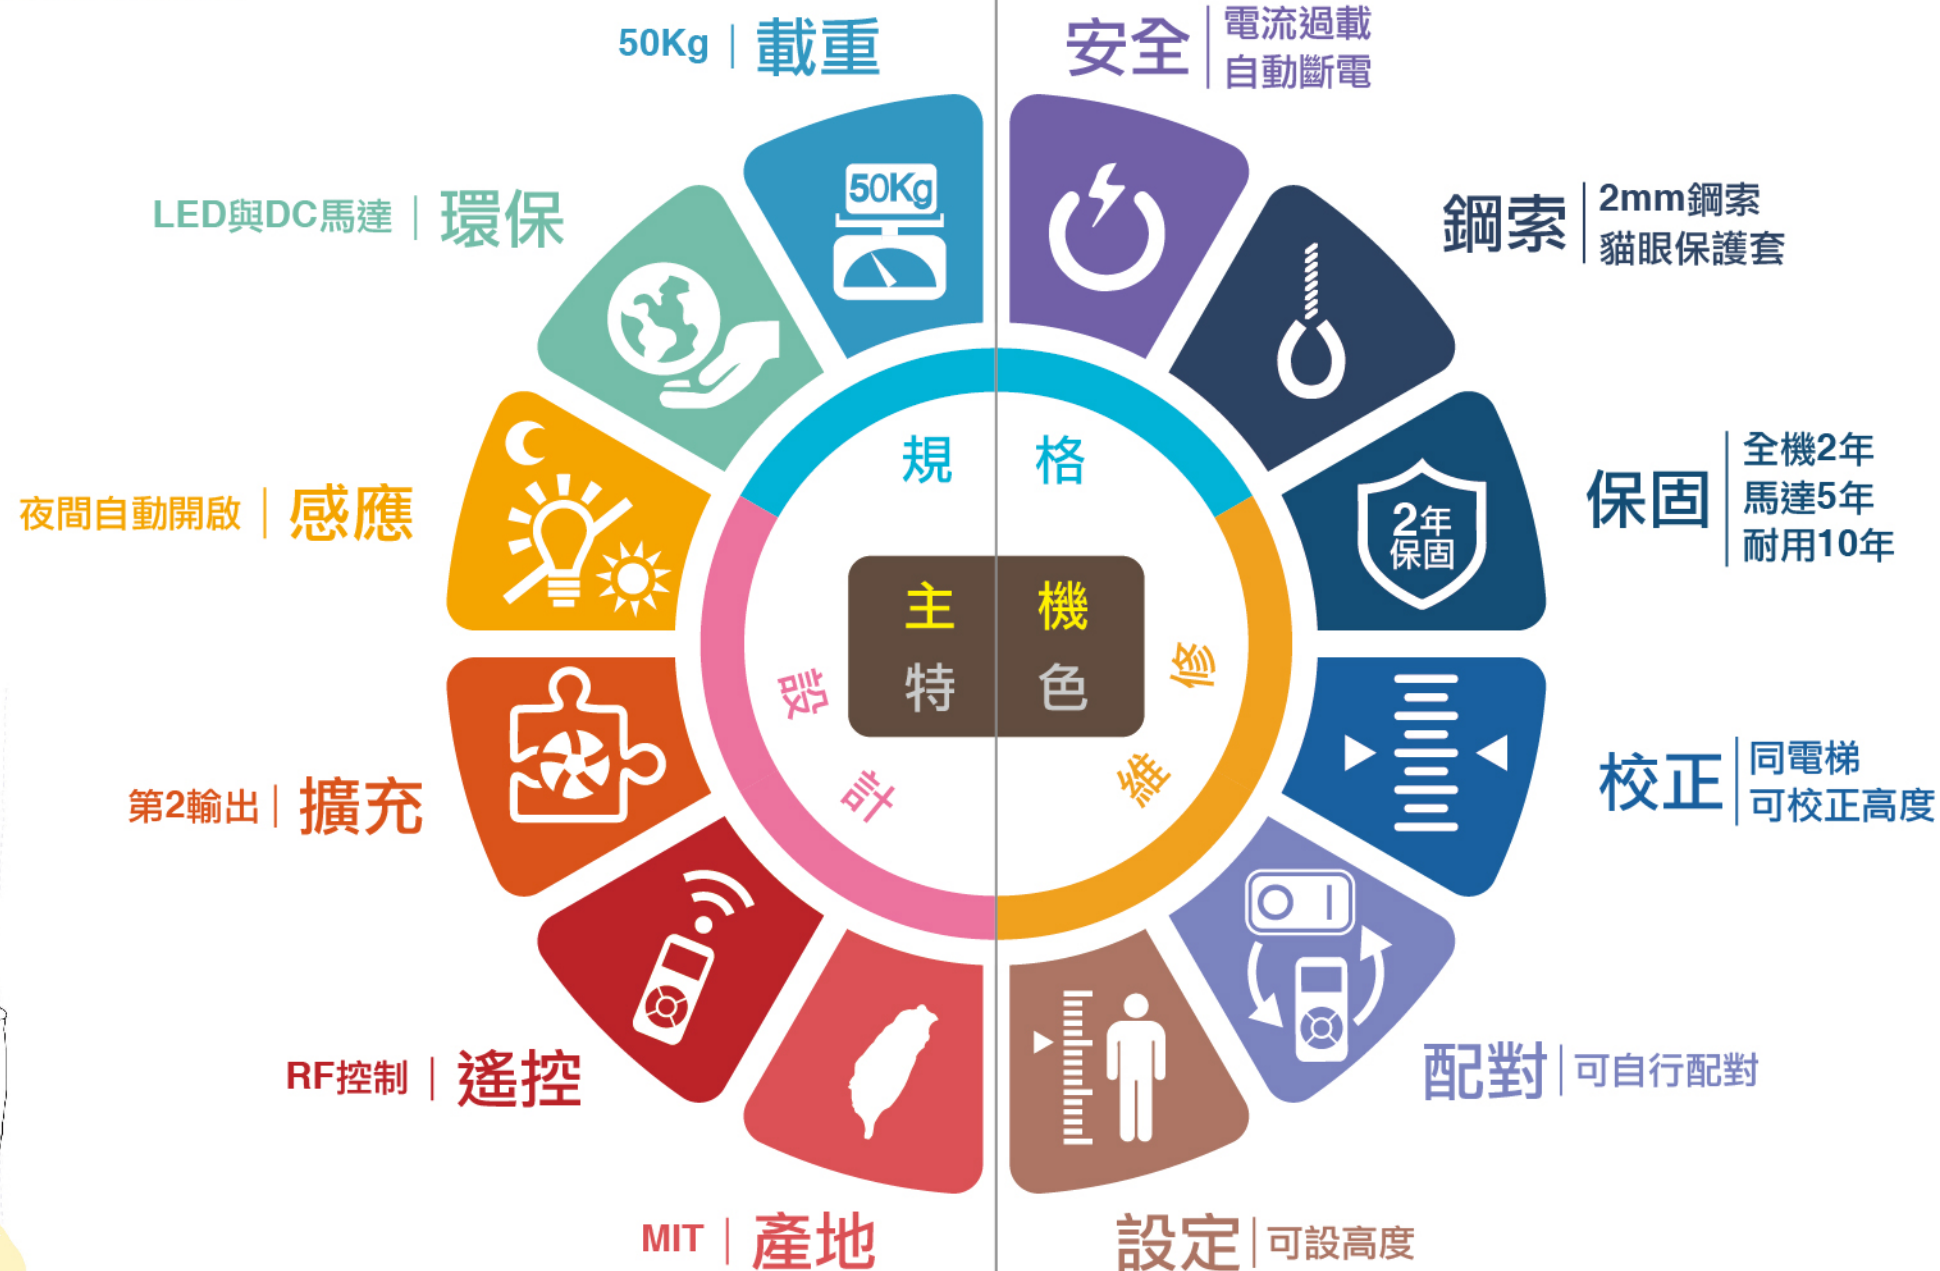 50Kg | 載重
安全 | 電流過載
自動斷電
LED與DC馬達 | 環保
50Kg
鋼索 | 2mm鋼索
貓眼保護套
夜間自動開啟 | 感應
規格
2年
保固
保固 | 全機2年
馬達5年
耐用10年
主機
特色
設計
維修
第2輸出 | 擴充
校正 | 同電梯
可校正高度
RF控制 | 遙控
配對 | 可自行配對
MIT | 產地
設定 | 可設高度